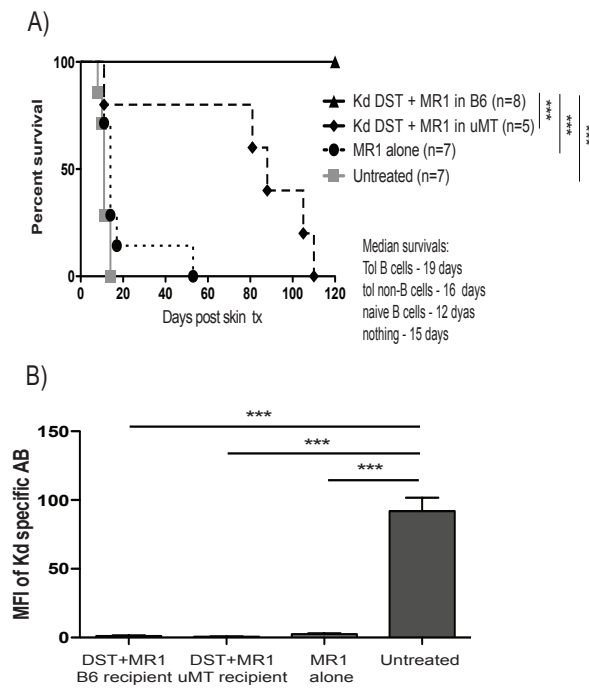 A)
100
50
0
Percent survival
0 20 40 60 80 100 120
Days post skin tx
Kd DST + MR1 in B6 (n=8)
Kd DST + MR1 in uMT (n=5)
MR1 alone (n=7)
Untreated (n=7)
***
***
***
Median survivals:
Tol B cells - 19 days
tol non-B cells - 16 days
naive B cells - 12 dyas
nothing - 15 days
B)
***
***
***
150
100
50
0
MFI of Kd specific AB
DST+MR1 DST+MR1 MR1 Untreated
B6 recipient uMT recipient alone